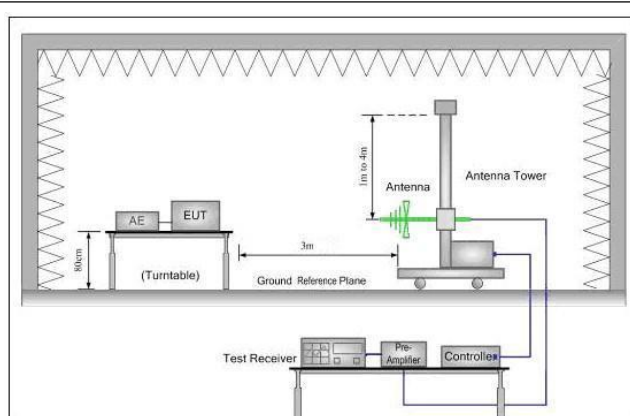 1m to 4m
Antenna
Antenna Tower
AE
EUT
3m
80cm
(Turntable)
Ground Reference Plane
Test Receiver
Pre-
Amplifier
Controlle